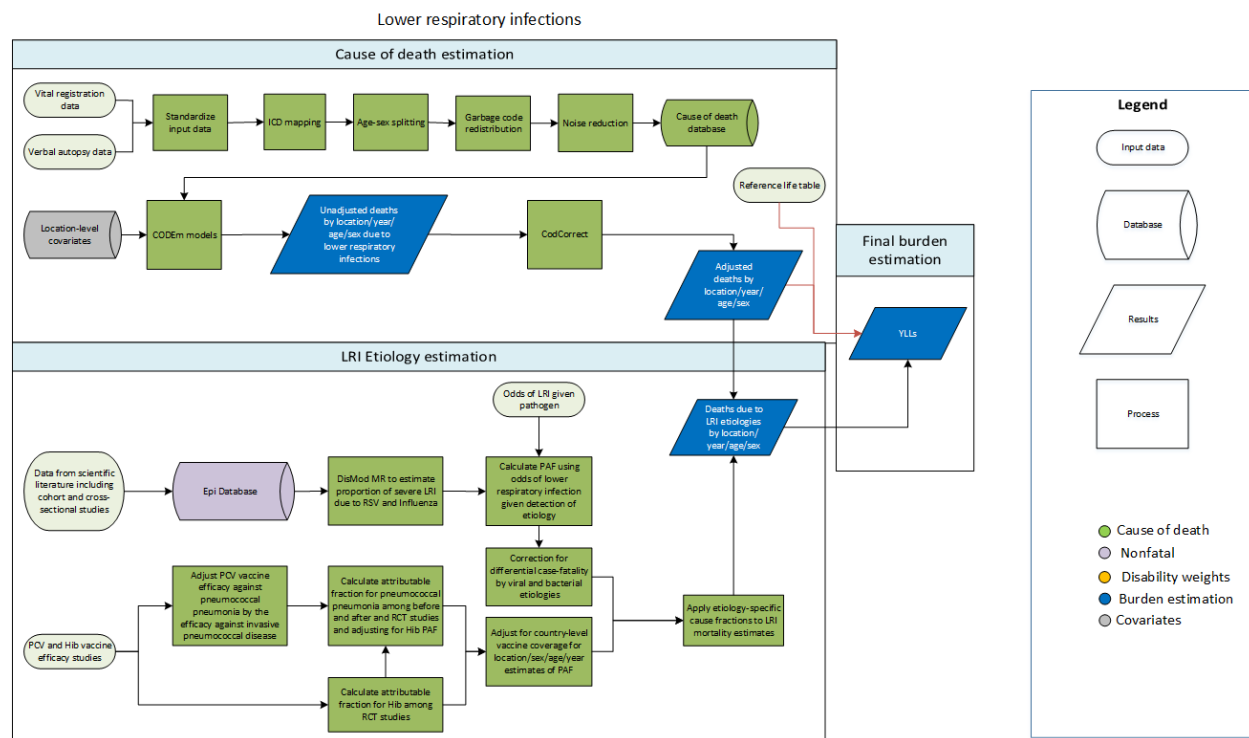 Lower respiratory infections
Cause of death estimation
Vital registration
data
Verbal autopsy data
Standardize
input data
ICD mapping
Age-sex splitting
Garbage code
redistribution
Noise reduction
Cause of death
database
Reference life table
Location-level
covariates
CODEm models
Unadjusted deaths
by location/year/
age/sex due to
lower respiratory
infections
CodCorrect
Adjusted
deaths by
location/year/
age/sex
Final burden
estimation
YLLs
LRI Etiology estimation
Odds of LRI given
pathogen
Deaths due to
LRI etiologies
by location/
year/age/sex
Data from scientific
literature including
cohort and cross-
sectional studies
Epi Database
DisMod MR to estimate
proportion of severe LRI
due to RSV and Influenza
Calculate PAF using
odds of lower
respiratory infection
given detection of
etiology
Correction for
differential case-fatality
by viral and bacterial
etiologies
PCV and Hib vaccine
efficacy studies
Adjust PCV vaccine
efficacy against
pneumococcal
pneumonia by the
efficacy against invasive
pneumococcal disease
Calculate attributable
fraction for pneumococcal
pneumonia among before
and after and RCT studies
and adjusting for Hib PAF
Calculate attributable
fraction for Hib among
RCT studies
Adjust for country-level
vaccine coverage for
location/sex/age/year
estimates of PAF
Apply etiology-specific
cause fractions to LRI
mortality estimates
Legend
Input data
Database
Results
Process
Cause of death
Nonfatal
Disability weights
Burden estimation
Covariates